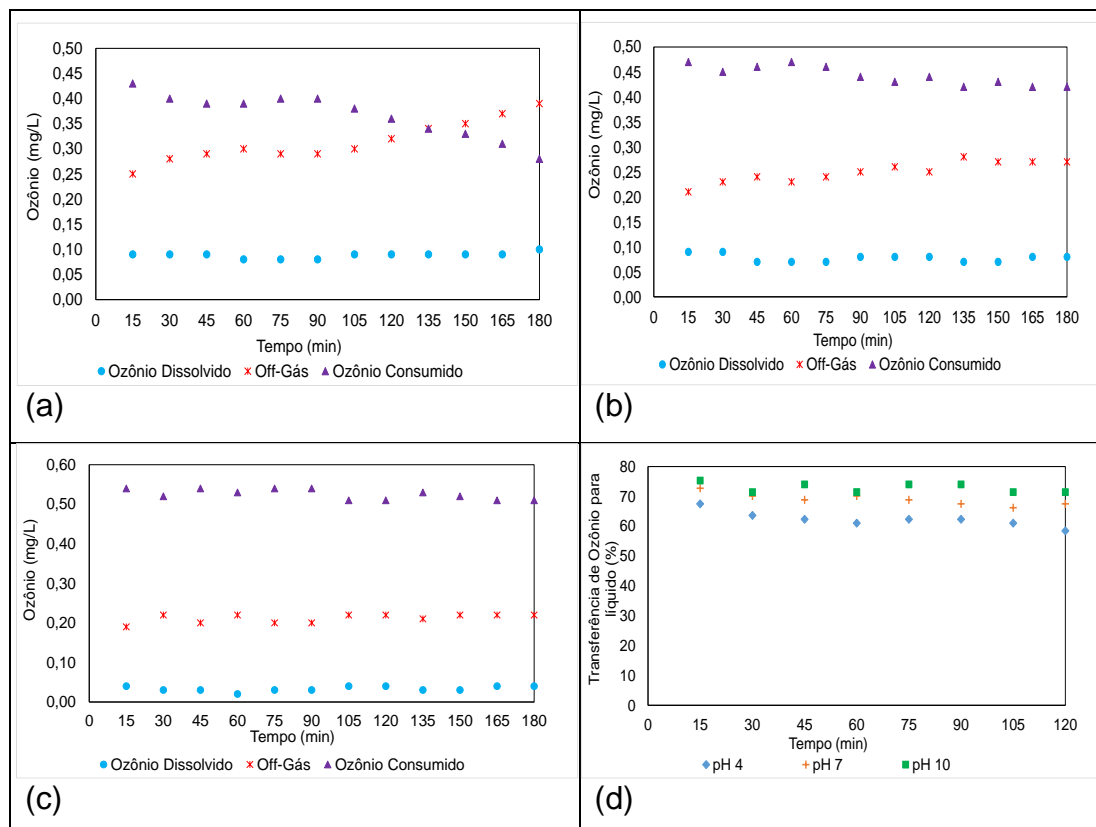 0,50
0,45
0,40
0,35
0,30
0,25
0,20
0,15
0,10
0,05
0,00
Ozônio (mg/L)
0 15 30 45 60 75 90 105 120 135 150 165 180
Tempo (min)
Ozônio Dissolvido Off-Gás Ozônio Consumido
(a)
0,50
0,45
0,40
0,35
0,30
0,25
0,20
0,15
0,10
0,05
0,00
Ozônio (mg/L)
0 15 30 45 60 75 90 105 120 135 150 165 180
Tempo (min)
Ozônio Dissolvido Off-Gás Ozônio Consumido
(b)
0,60
0,50
0,40
0,30
0,20
0,10
0,00
Ozônio (mg/L)
0 15 30 45 60 75 90 105 120 135 150 165 180
Tempo (min)
Ozônio Dissolvido Off-Gás Ozônio Consumido
(c)
80
70
60
50
40
30
20
10
0
Transferência de Ozônio para
líquido (%)
0 15 30 45 60 75 90 105 120
Tempo (min)
pH 4 pH 7 pH 10
(d)